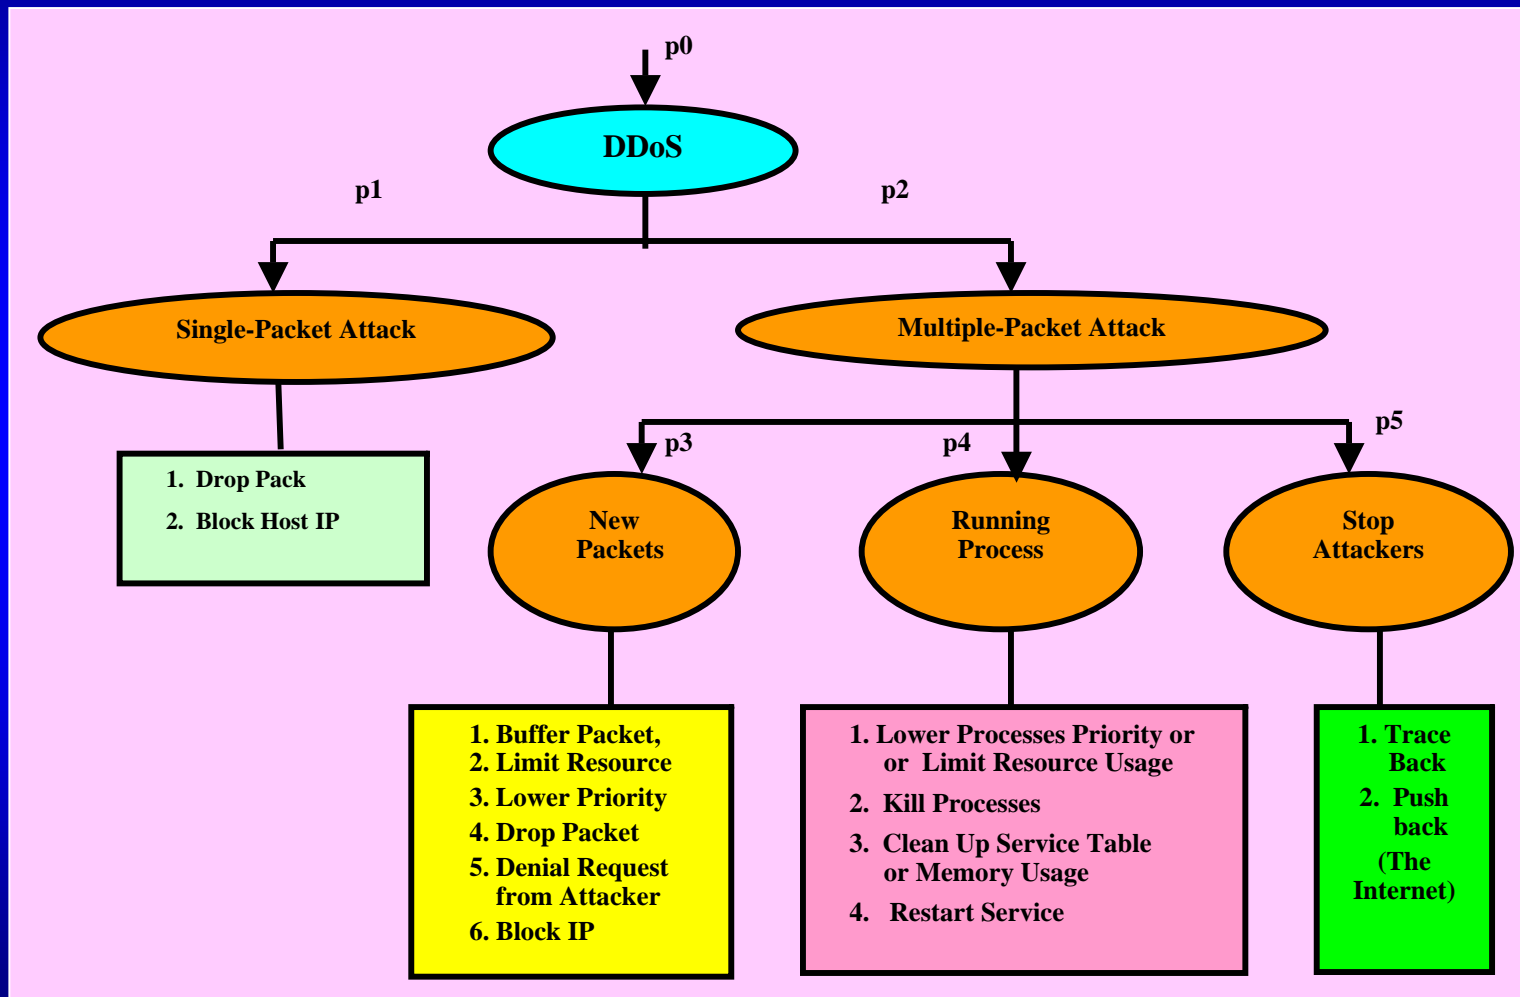 p0
DDoS
p1
p2
Single-Packet Attack
Multiple-Packet Attack
p3
p4
p5
1. Drop Pack
2. Block Host IP
New
Packets
Running
Process
Stop
Attackers
1. Buffer Packet,
2. Limit Resource
3. Lower Priority
4. Drop Packet
5. Denial Request
from Attacker
6. Block IP
1. Lower Processes Priority or
or Limit Resource Usage
2. Kill Processes
3. Clean Up Service Table
or Memory Usage
4. Restart Service
1. Trace
Back
2. Push
back
(The
Internet)